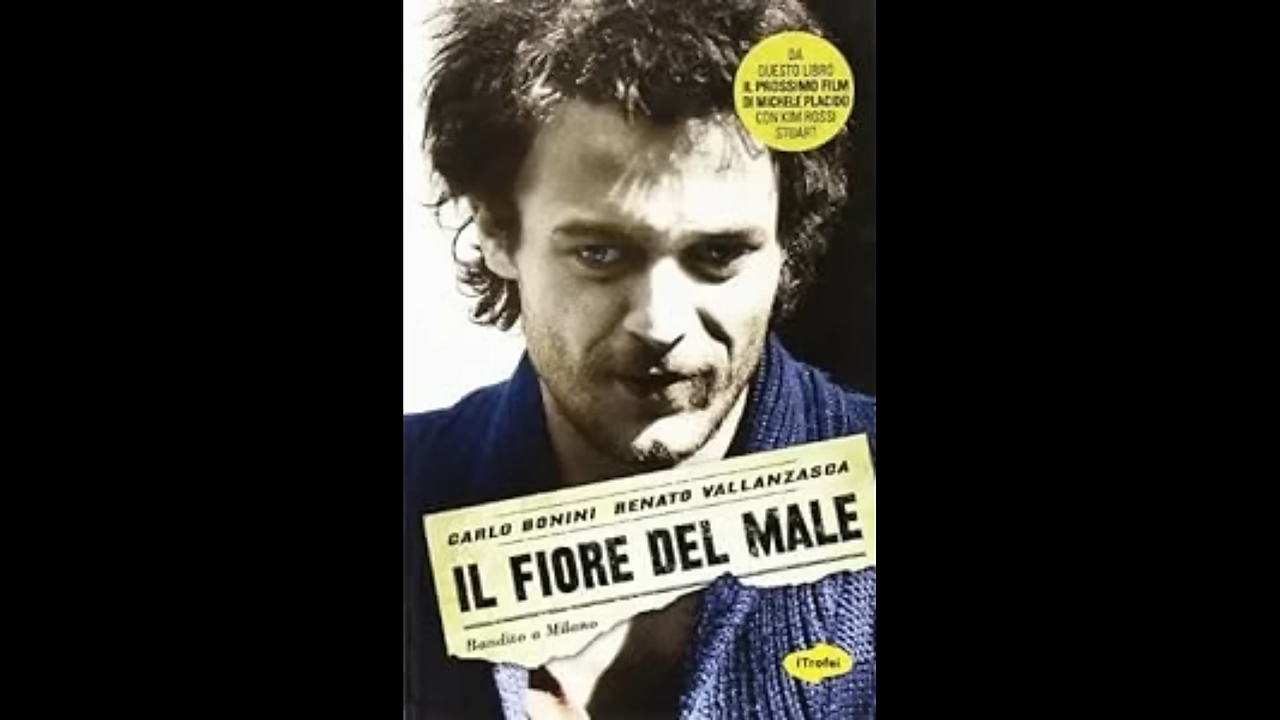 DA
QUESTO LIBRO
IL PROSSIMO FILM
DI MICHELE PLACIDO
CON KIM ROSSI
STUART
CARLO BONINI RENATO VALLANZASCA
IL FIORE DEL MALE
Bandito a Milano
iTrofei